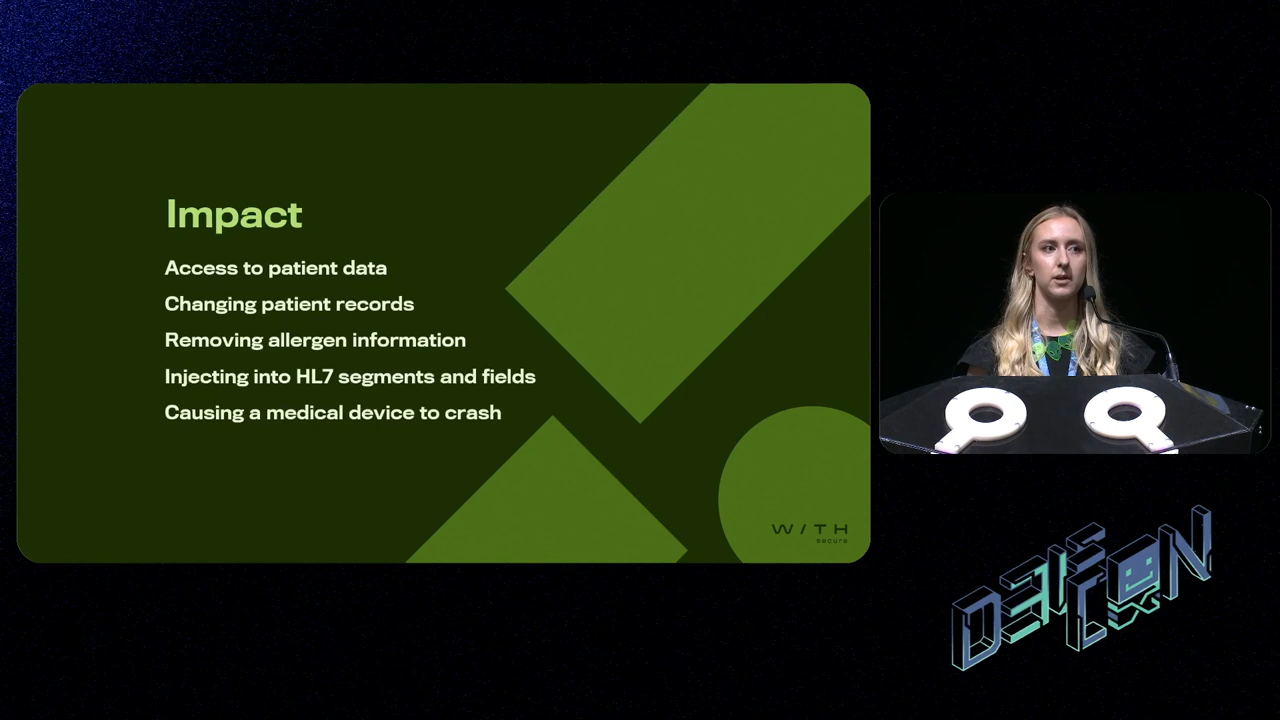 Impact
Access to patient data
Changing patient records
Removing allergen information
Injecting into HL7 segments and fields
Causing a medical device to crash
W / T H
secure
DEF
CON